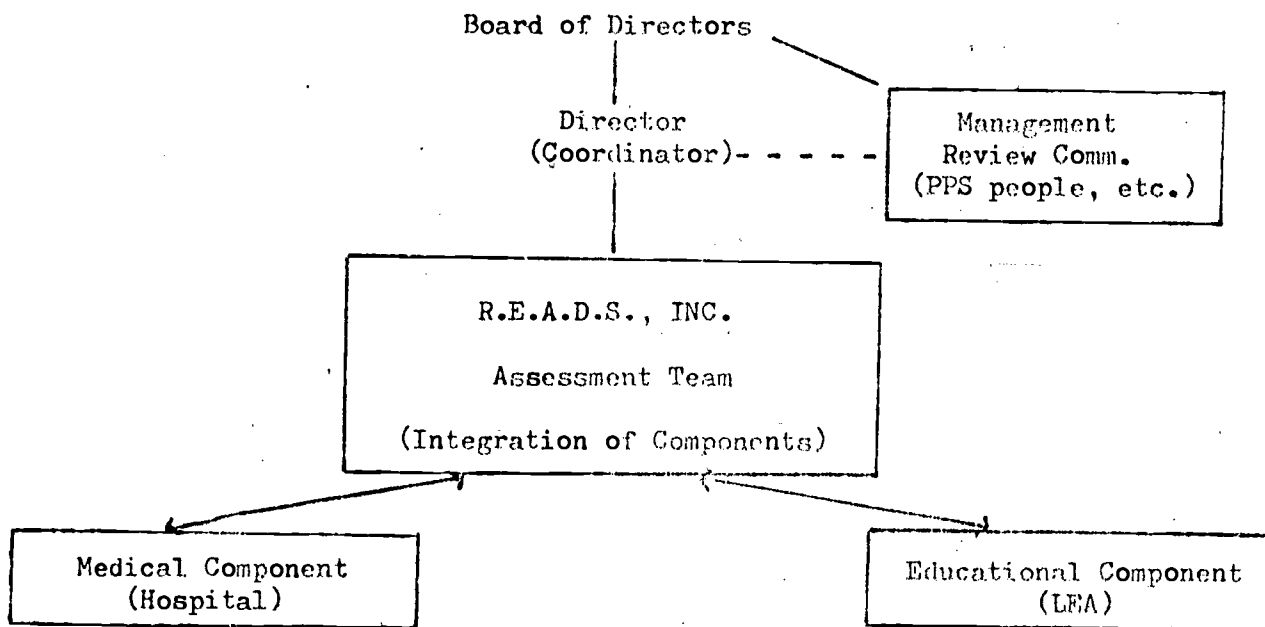 Board of Directors
Director
(Coordinator)
Management
Review Comm.
(PPS people, etc.)
R.E.A.D.S., INC.
Assessment Team
(Integration of Components)
Medical Component
(Hospital)
Educational Component
(LEA)